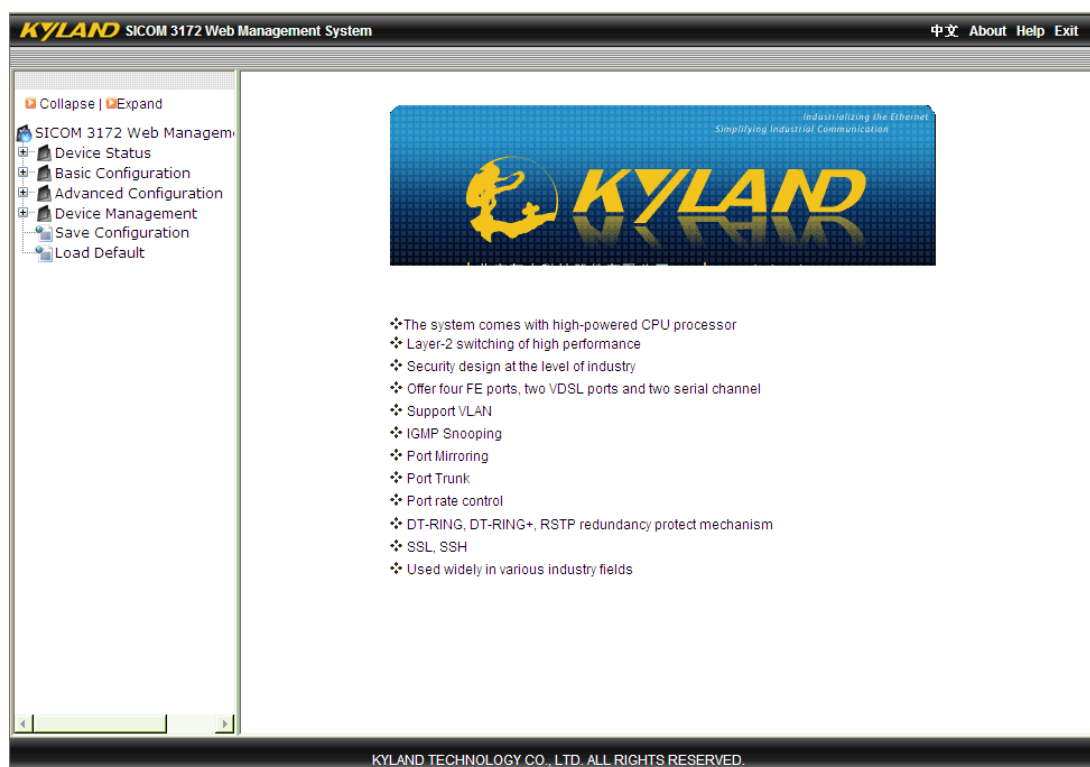 KYLAND SICOM 3172 Web Management System
中文 About Help Exit
Collapse | Expand
SICOM 3172 Web Managem
Device Status
Basic Configuration
Advanced Configuration
Device Management
Save Configuration
Load Default
Industrializing the Ethernet
Simplifying Industrial Communication
KYLAND
The system comes with high-powered CPU processor
Layer-2 switching of high performance
Security design at the level of industry
Offer four FE ports, two VDSL ports and two serial channel
Support VLAN
IGMP Snooping
Port Mirroring
Port Trunk
Port rate control
DT-RING, DT-RING+, RSTP redundancy protect mechanism
SSL, SSH
Used widely in various industry fields
KYLAND TECHNOLOGY CO., LTD. ALL RIGHTS RESERVED.